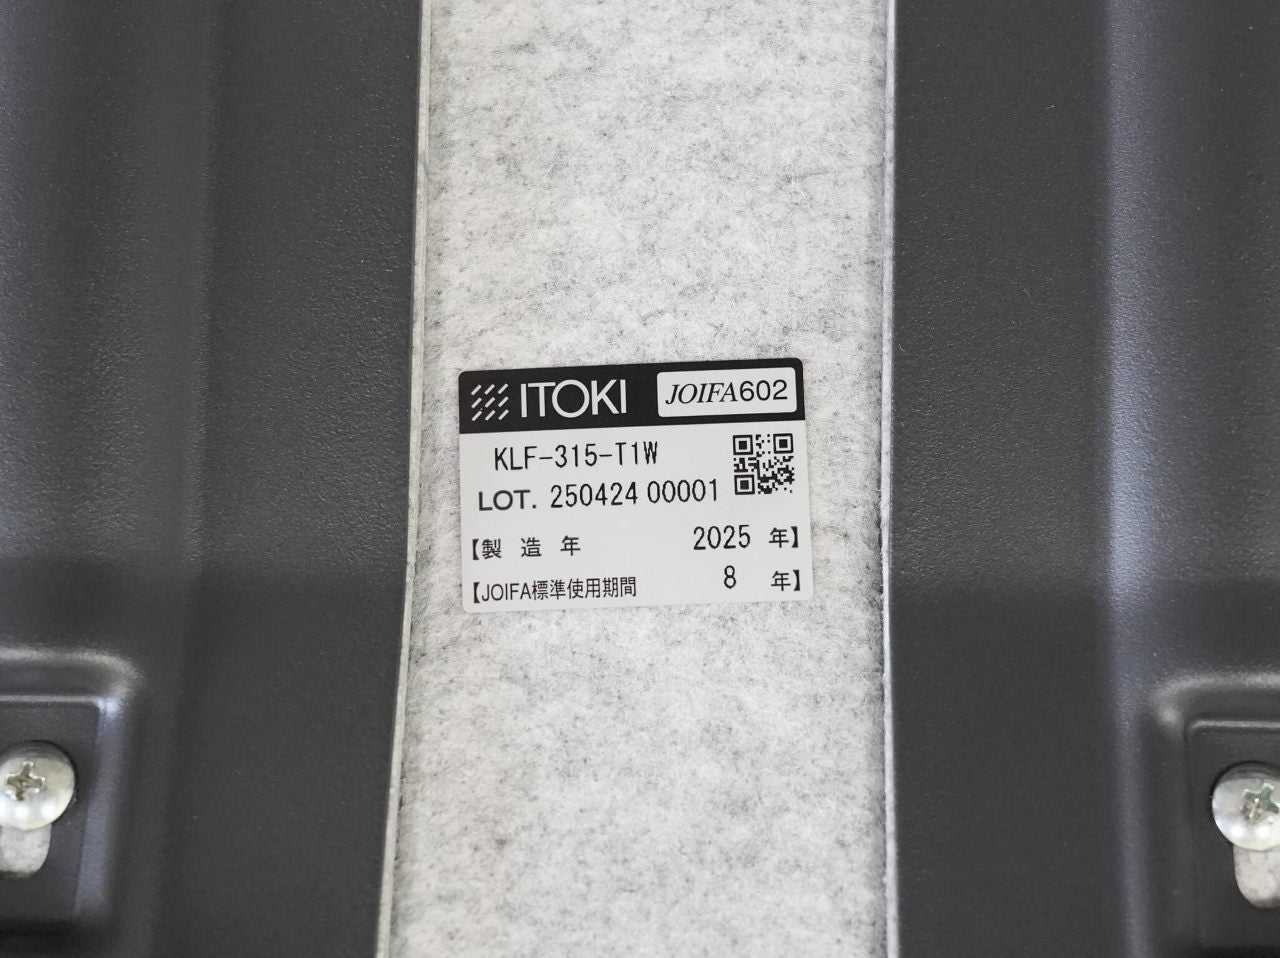 ITOKI JOIFA602
KLF-315-T1W
LOT. 250424 00001
【製造年 2025 年】
【JOIFA標準使用期間 8 年】